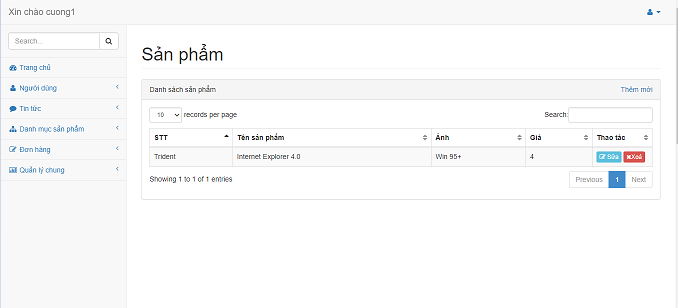 Xin chào cuong1
Search...
Trang chủ
Người dùng
Tin tức
Danh mục sản phẩm
Đơn hàng
Quản lý chung
Sản phẩm
Danh sách sản phẩm Thêm mới
10 records per page Search:
STT Tên sản phẩm Ảnh Giá Thao tác
Trident Internet Explorer 4.0 Win 95+ 4 Sửa Xoá
Showing 1 to 1 of 1 entries Previous 1 Next